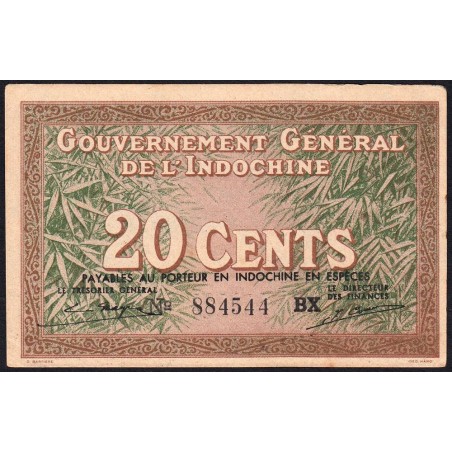 GOUVERNEMENT GÉNÉRAL
DE L'INDOCHINE
20 CENTS
PAYABLES AU PORTEUR EN INDOCHINE EN ESPÈCES
LE TRÉSORIER GÉNÉRAL
LE DIRECTEUR
DES FINANCES
No 884544 BX